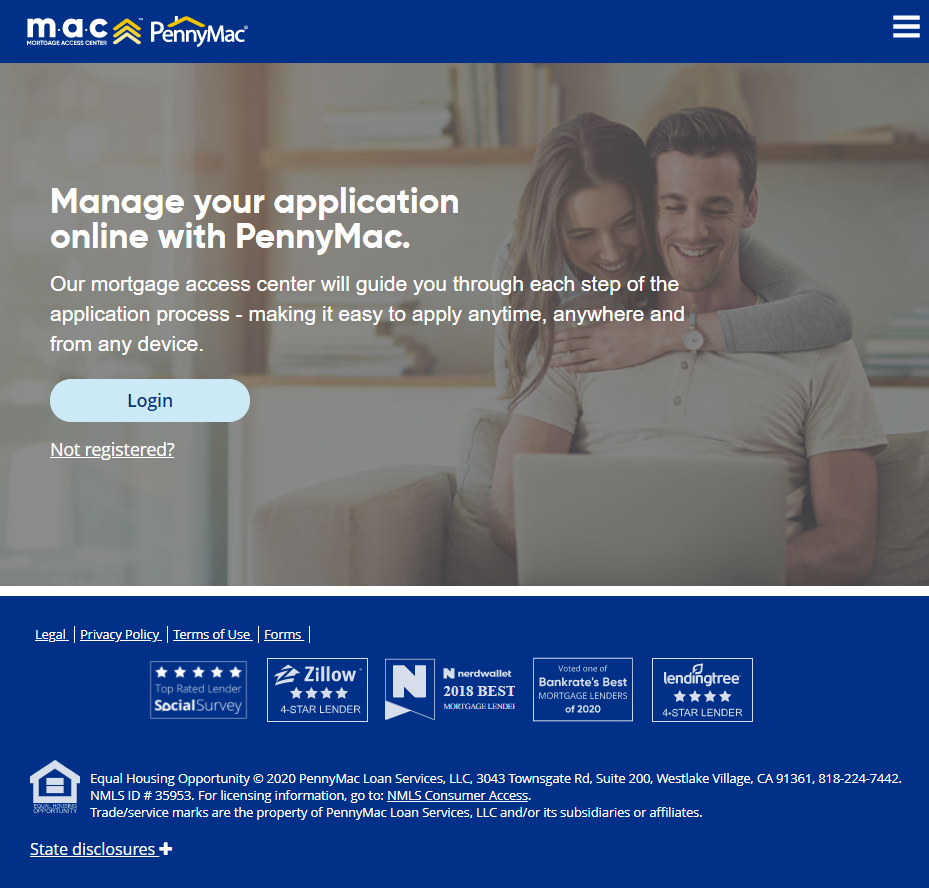 m·a·c™ PennyMac®
MORTGAGE ACCESS CENTER
Manage your application
online with PennyMac.
Our mortgage access center will guide you through each step of the
application process - making it easy to apply anytime, anywhere and
from any device.
Login
Not registered?
Legal | Privacy Policy | Terms of Use | Forms |
Top Rated Lender
SocialSurvey
Zillow
4-STAR LENDER
N
nerdwallet
2018 BEST
MORTGAGE LENDE
Voted one of
Bankrate's Best
MORTGAGE LENDERS
of 2020
lendingtree
4-STAR LENDER
EQUAL HOUSING
OPPORTUNITY
Equal Housing Opportunity © 2020 PennyMac Loan Services, LLC, 3043 Townsgate Rd, Suite 200, Westlake Village, CA 91361, 818-224-7442.
NMLS ID # 35953. For licensing information, go to: NMLS Consumer Access.
Trade/service marks are the property of PennyMac Loan Services, LLC and/or its subsidiaries or affiliates.
State disclosures +